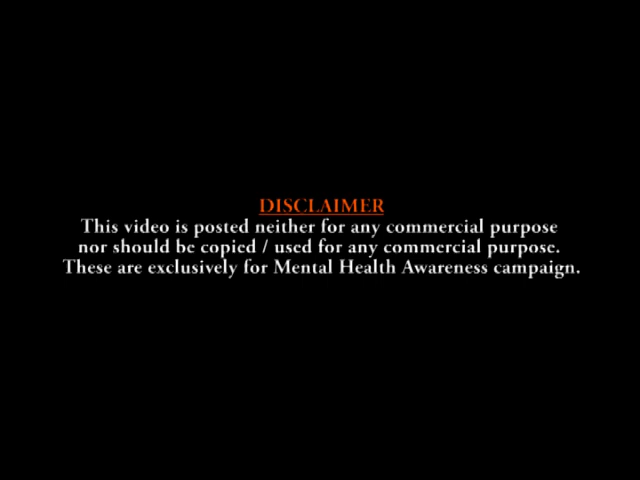 DISCLAIMER
This video is posted neither for any commercial purpose
nor should be copied / used for any commercial purpose.
These are exclusively for Mental Health Awareness campaign.